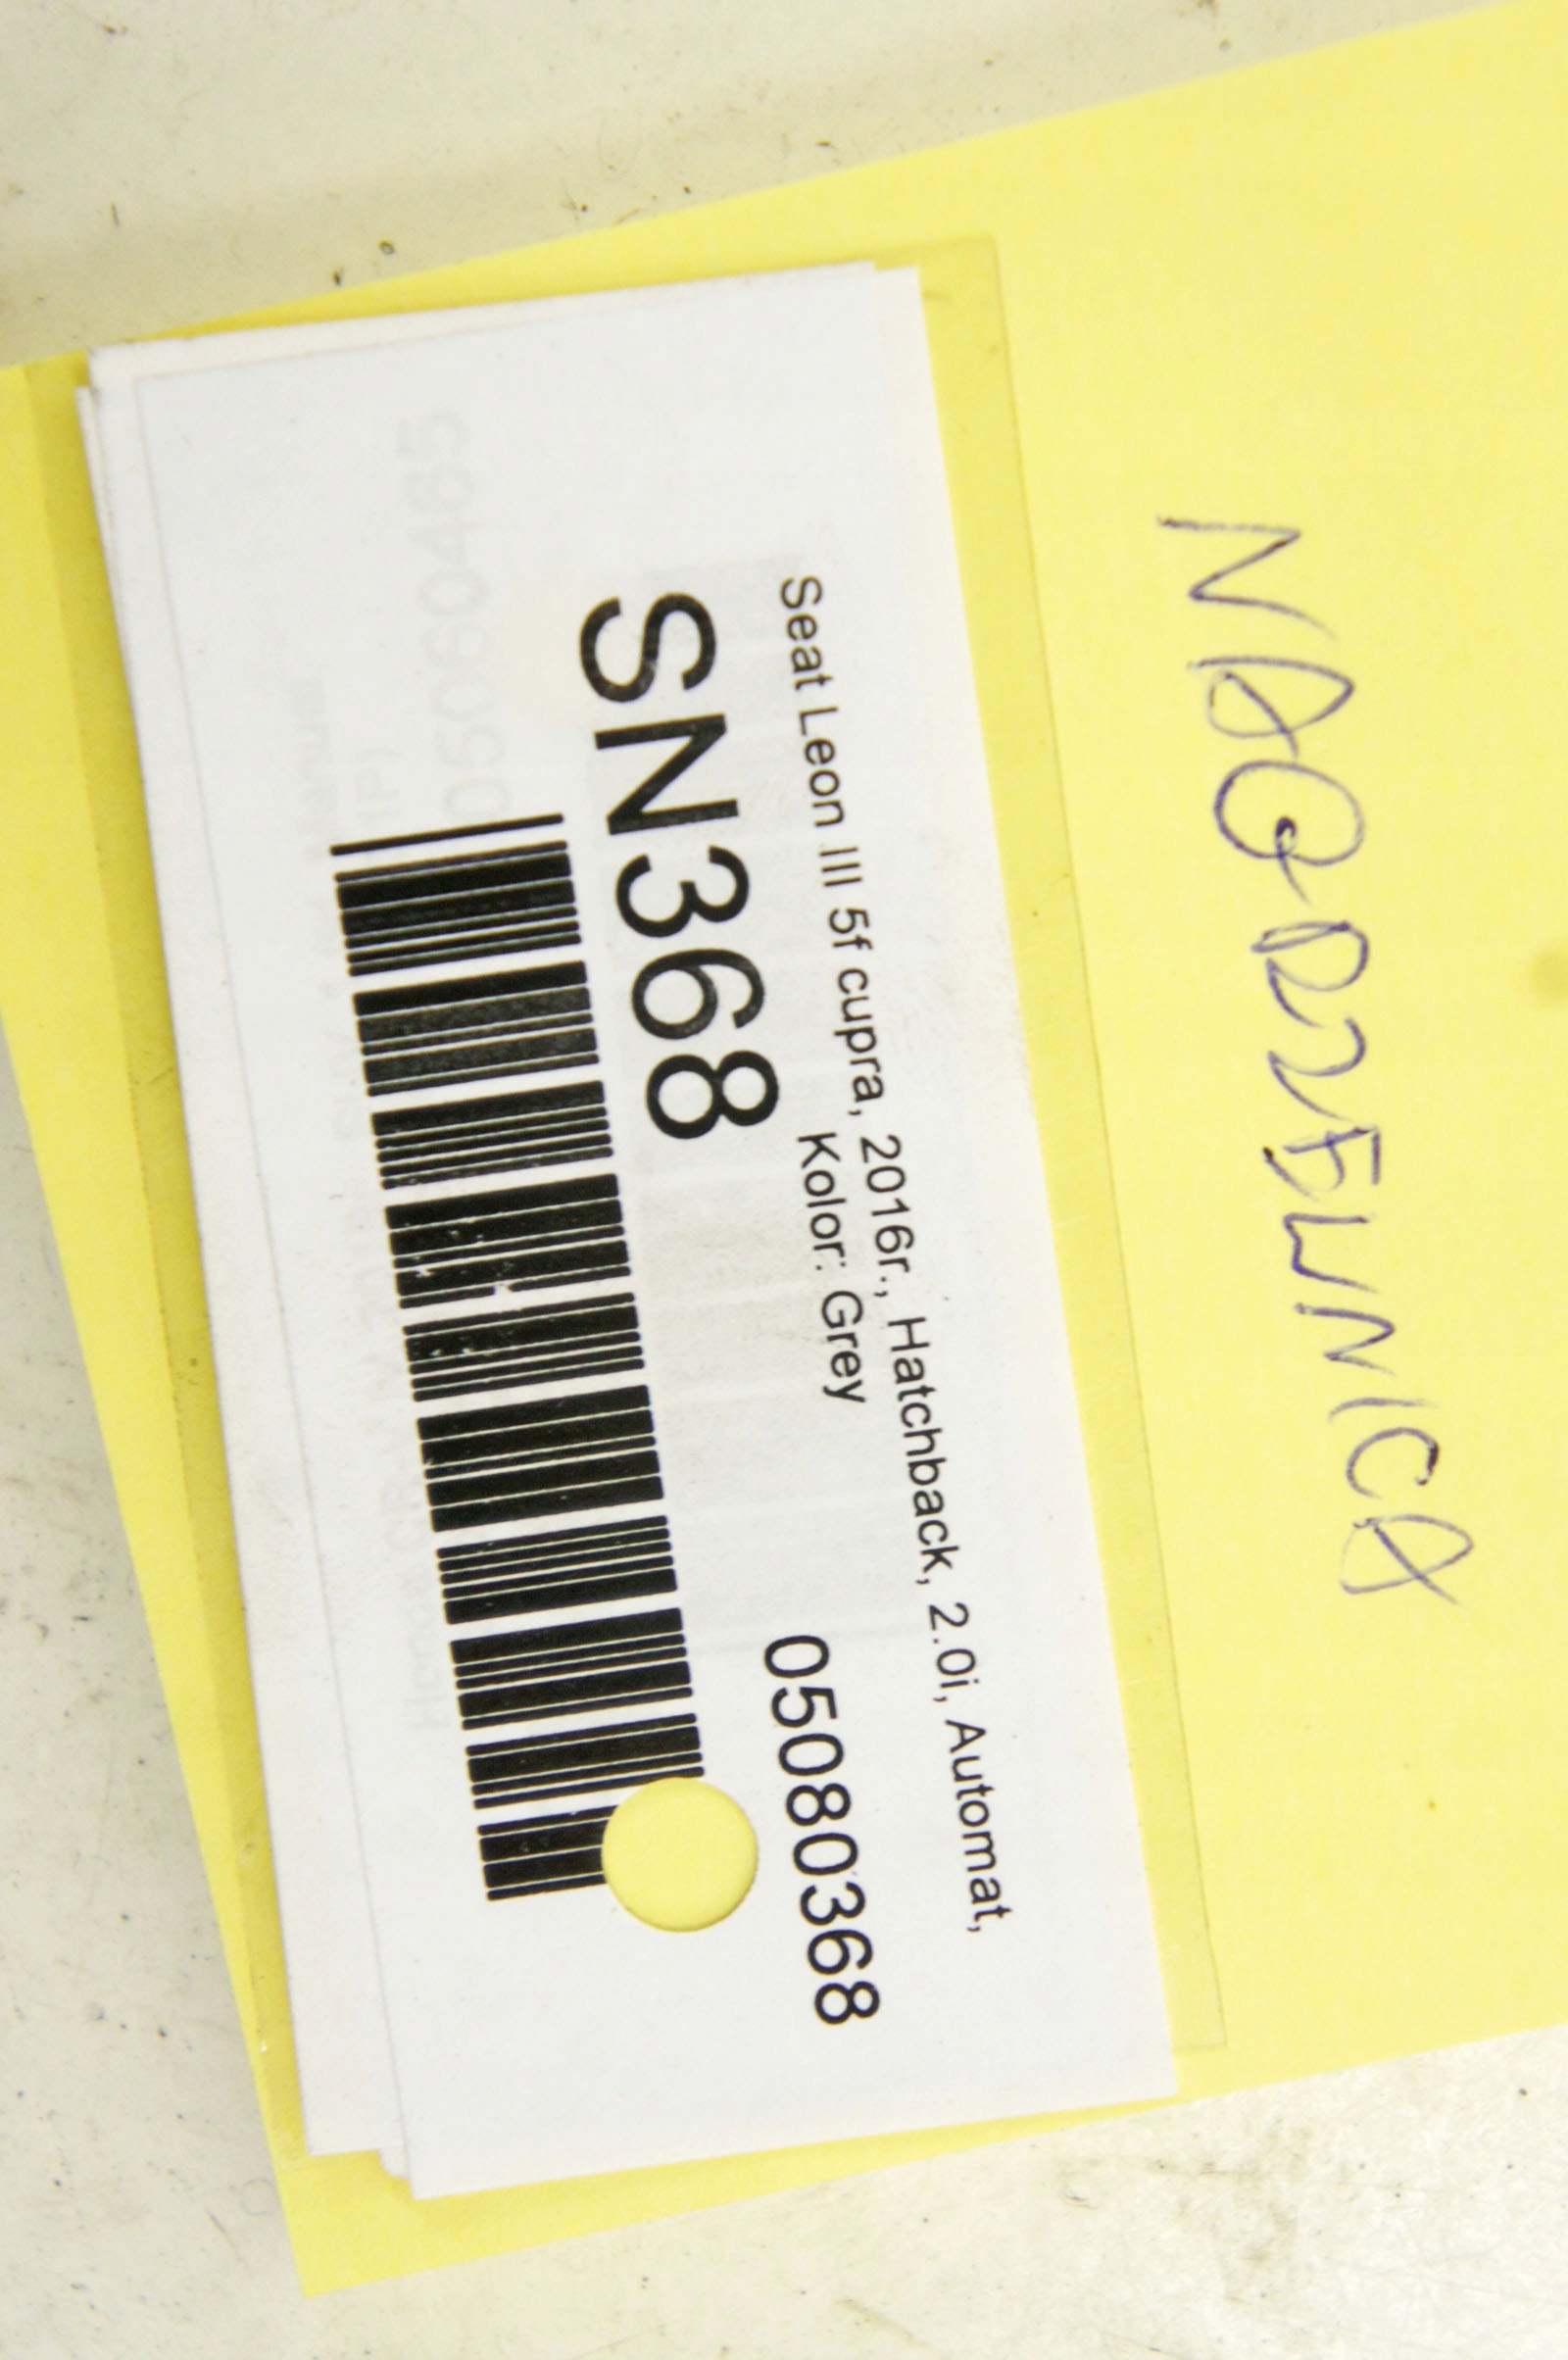 NAGRZEWNICA
Seat Leon III 5f cupra, 2016r., Hatchback, 2.0i, Automat,
Kolor: Grey
SN368
05080368